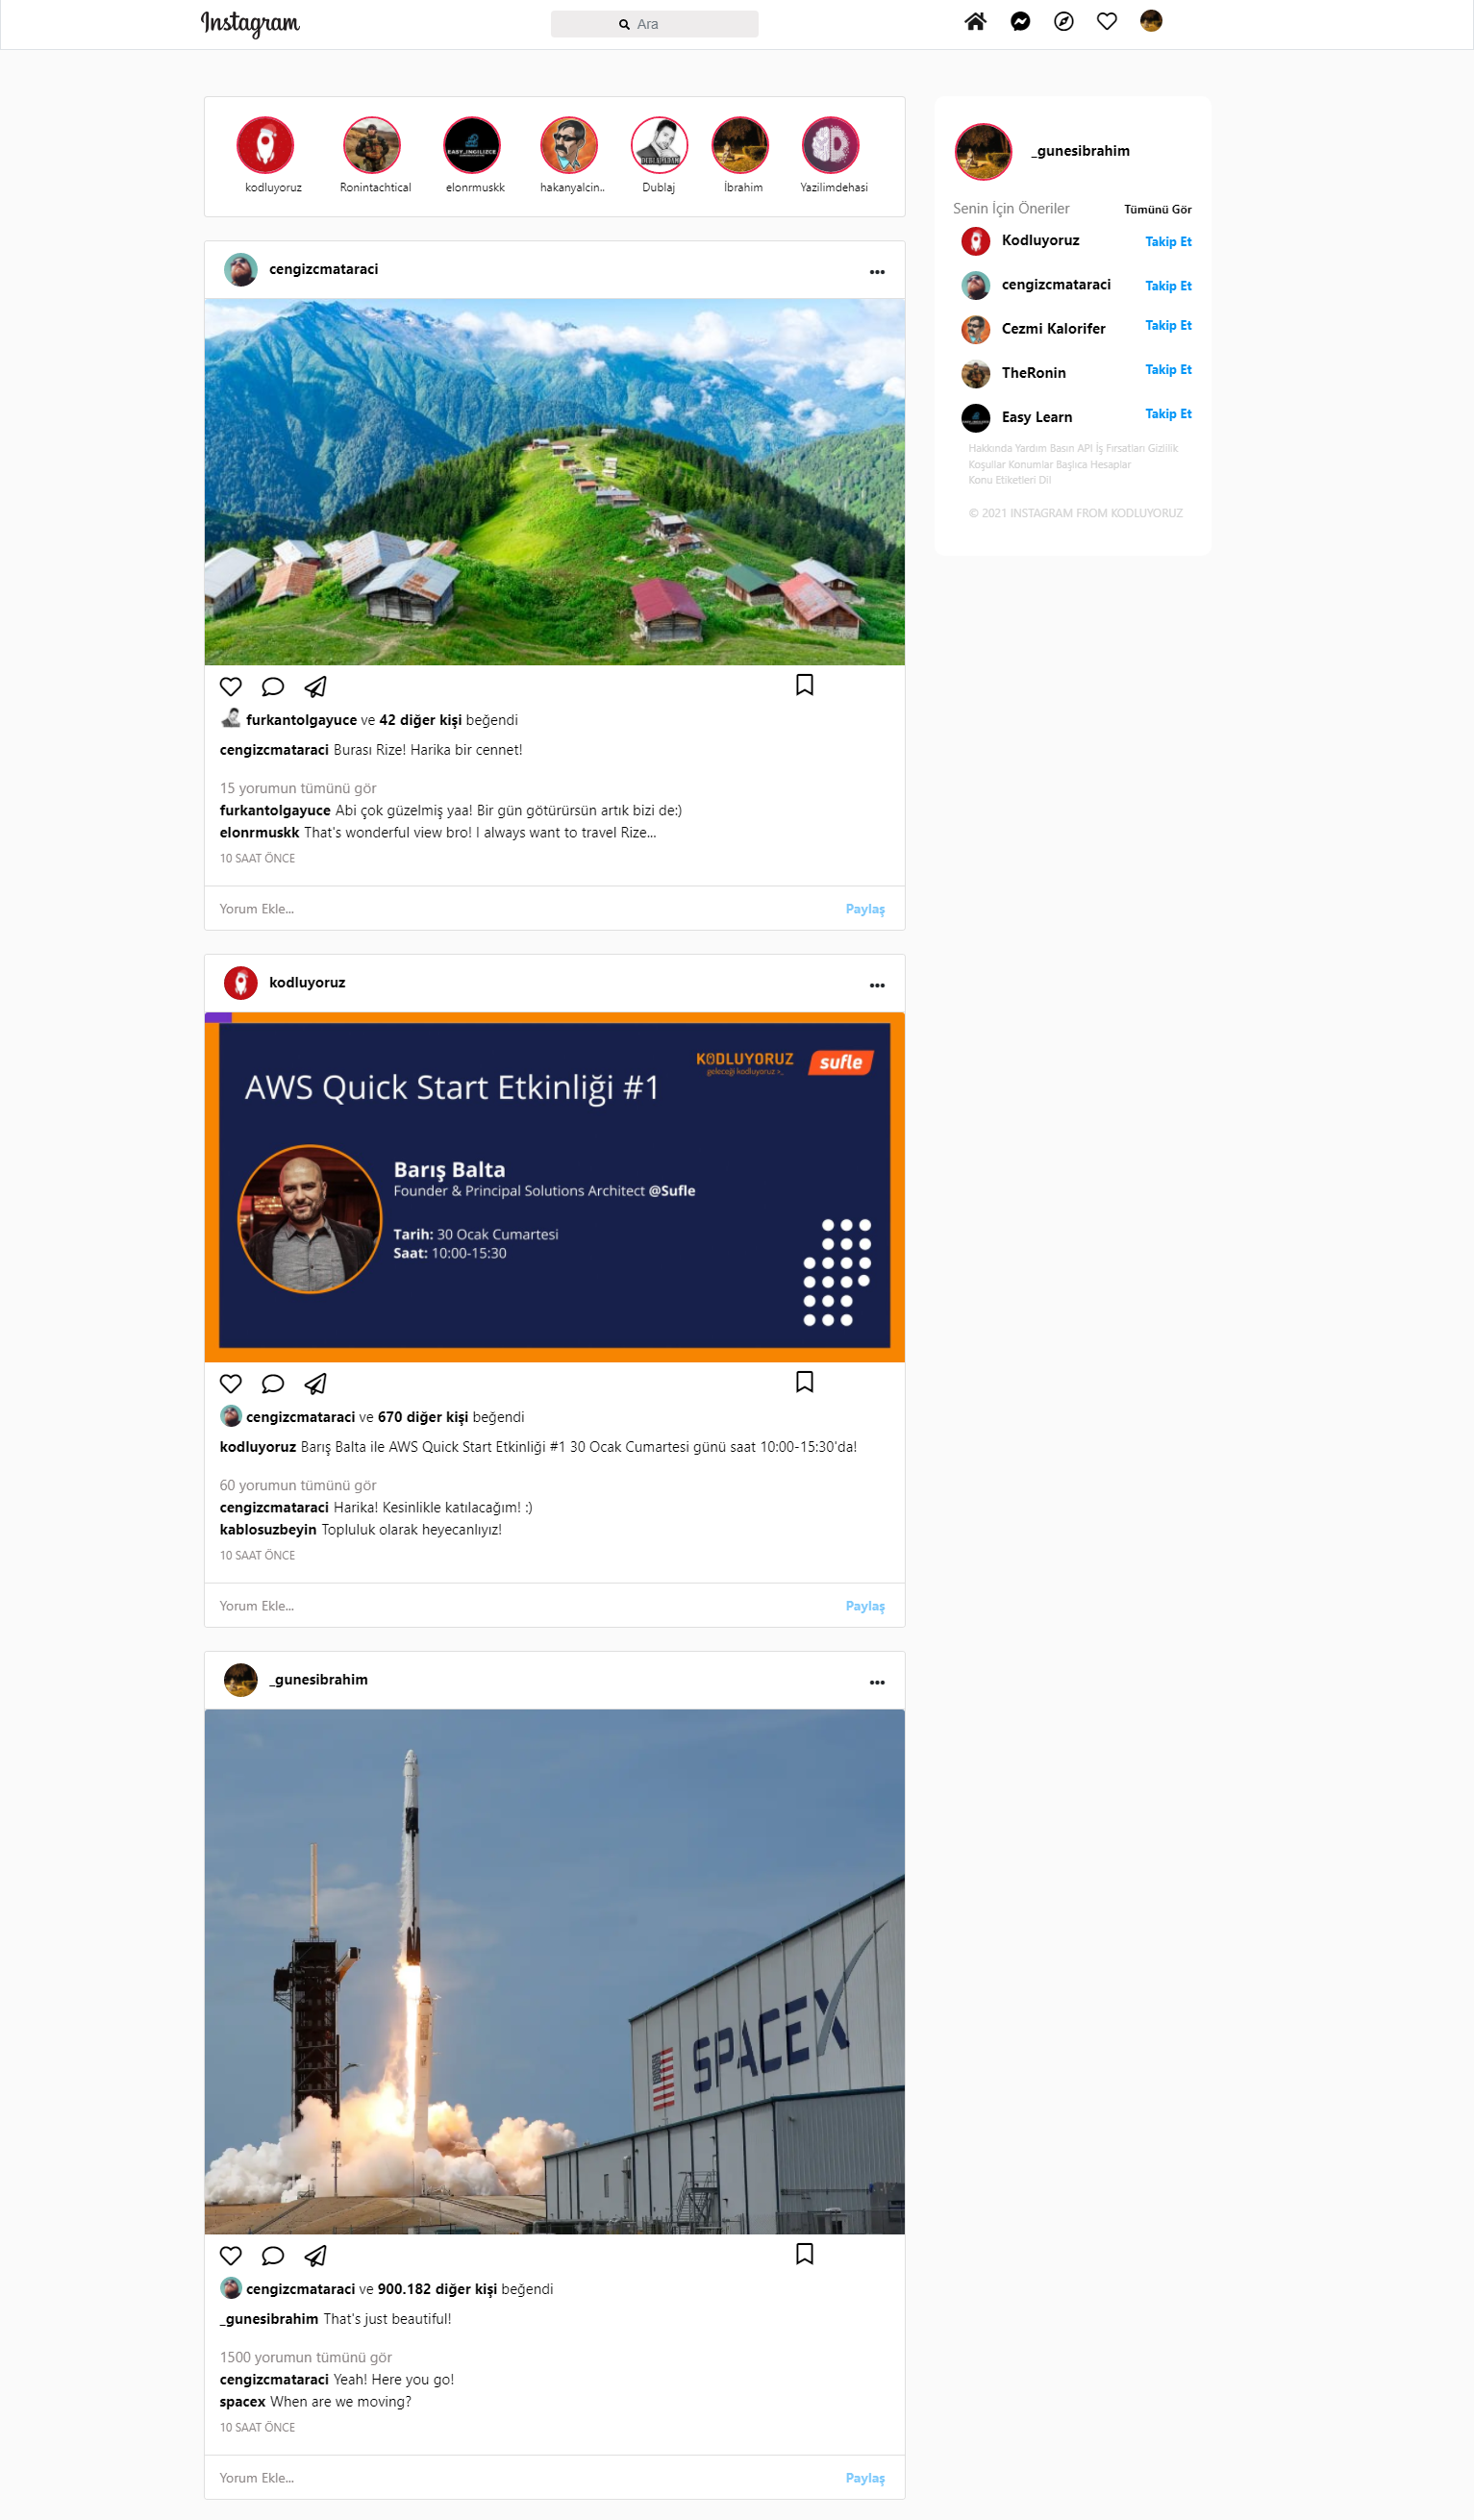 Instagram
Ara
kodluyoruz
Ronintachtical
elonrmuskk
hakanyalcin..
Dublaj
İbrahim
Yazilimdehasi
_gunesibrahim
Senin İçin Öneriler
Tümünü Gör
Kodluyoruz
Takip Et
cengizcmataraci
Takip Et
Cezmi Kalorifer
Takip Et
TheRonin
Takip Et
Easy Learn
Takip Et
Hakkında Yardım Basın API İş Fırsatları Gizlilik
Koşullar Konumlar Başlıca Hesaplar
Konu Etiketleri Dil
© 2021 INSTAGRAM FROM KODLUYORUZ
cengizcmataraci
furkantolgayuce ve 42 diğer kişi beğendi
cengizcmataraci Burası Rize! Harika bir cennet!
15 yorumun tümünü gör
furkantolgayuce Abi çok güzelmiş yaa! Bir gün götürürsün artık bizi de:)
elonrmuskk That's wonderful view bro! I always want to travel Rize...
10 SAAT ÖNCE
Yorum Ekle...
Paylaş
kodluyoruz
KODLUYORUZ
geleceği kodluyoruz >_
sufle
AWS Quick Start Etkinliği #1
Barış Balta
Founder & Principal Solutions Architect @Sufle
Tarih: 30 Ocak Cumartesi
Saat: 10:00-15:30
cengizcmataraci ve 670 diğer kişi beğendi
kodluyoruz Barış Balta ile AWS Quick Start Etkinliği #1 30 Ocak Cumartesi günü saat 10:00-15:30'da!
60 yorumun tümünü gör
cengizcmataraci Harika! Kesinlikle katılacağım! :)
kablosuzbeyin Topluluk olarak heyecanlıyız!
10 SAAT ÖNCE
Yorum Ekle...
Paylaş
_gunesibrahim
SPACEX
cengizcmataraci ve 900.182 diğer kişi beğendi
_gunesibrahim That's just beautiful!
1500 yorumun tümünü gör
cengizcmataraci Yeah! Here you go!
spacex When are we moving?
10 SAAT ÖNCE
Yorum Ekle...
Paylaş